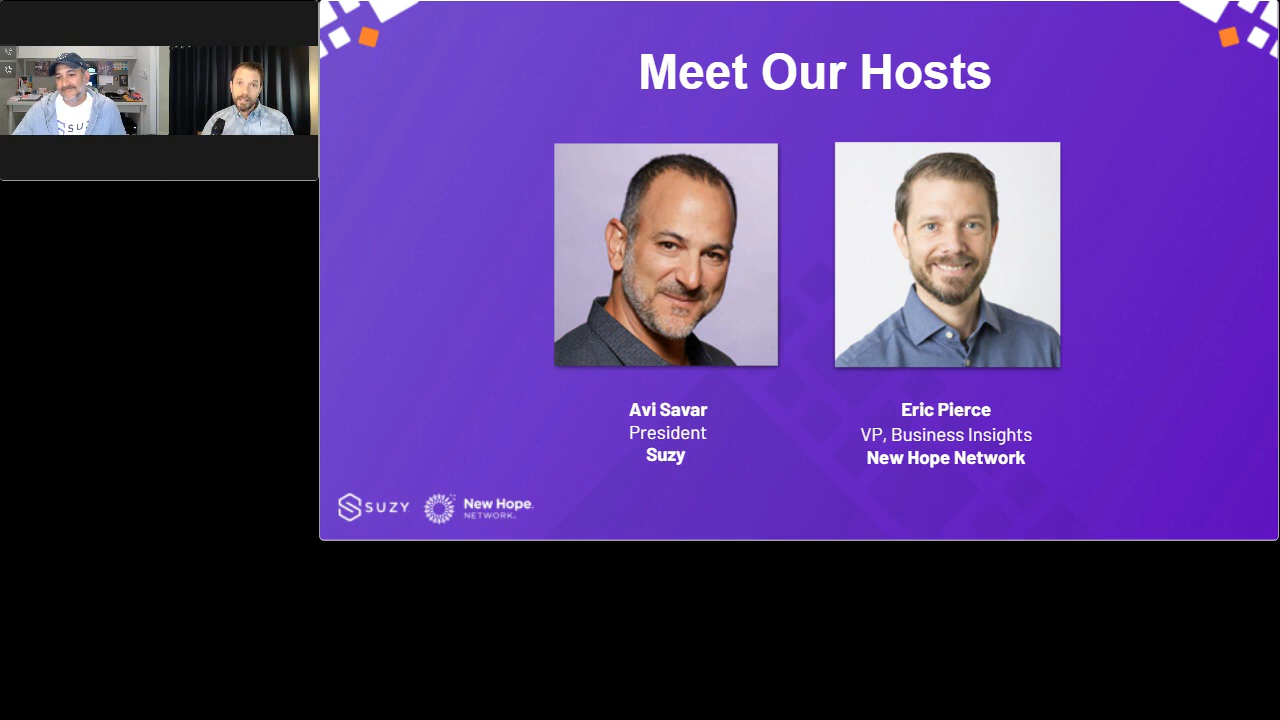 Meet Our Hosts
Avi Savar
President
Suzy
Eric Pierce
VP, Business Insights
New Hope Network
SUZY
New Hope
NETWORK
SU